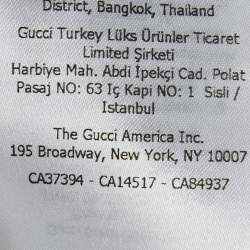 District, Bangkok, Thailand
Gucci Turkey Lüks Ürünler Ticaret
Limited Şirketi
Harbiye Mah. Abdi İpekçi Cad. Polat
Pasaj NO: 63 İç Kapi NO: 1 Sisli /
Istanbul
The Gucci America Inc.
195 Broadway, New York, NY 10007
CA37394 - CA14517 - CA84937